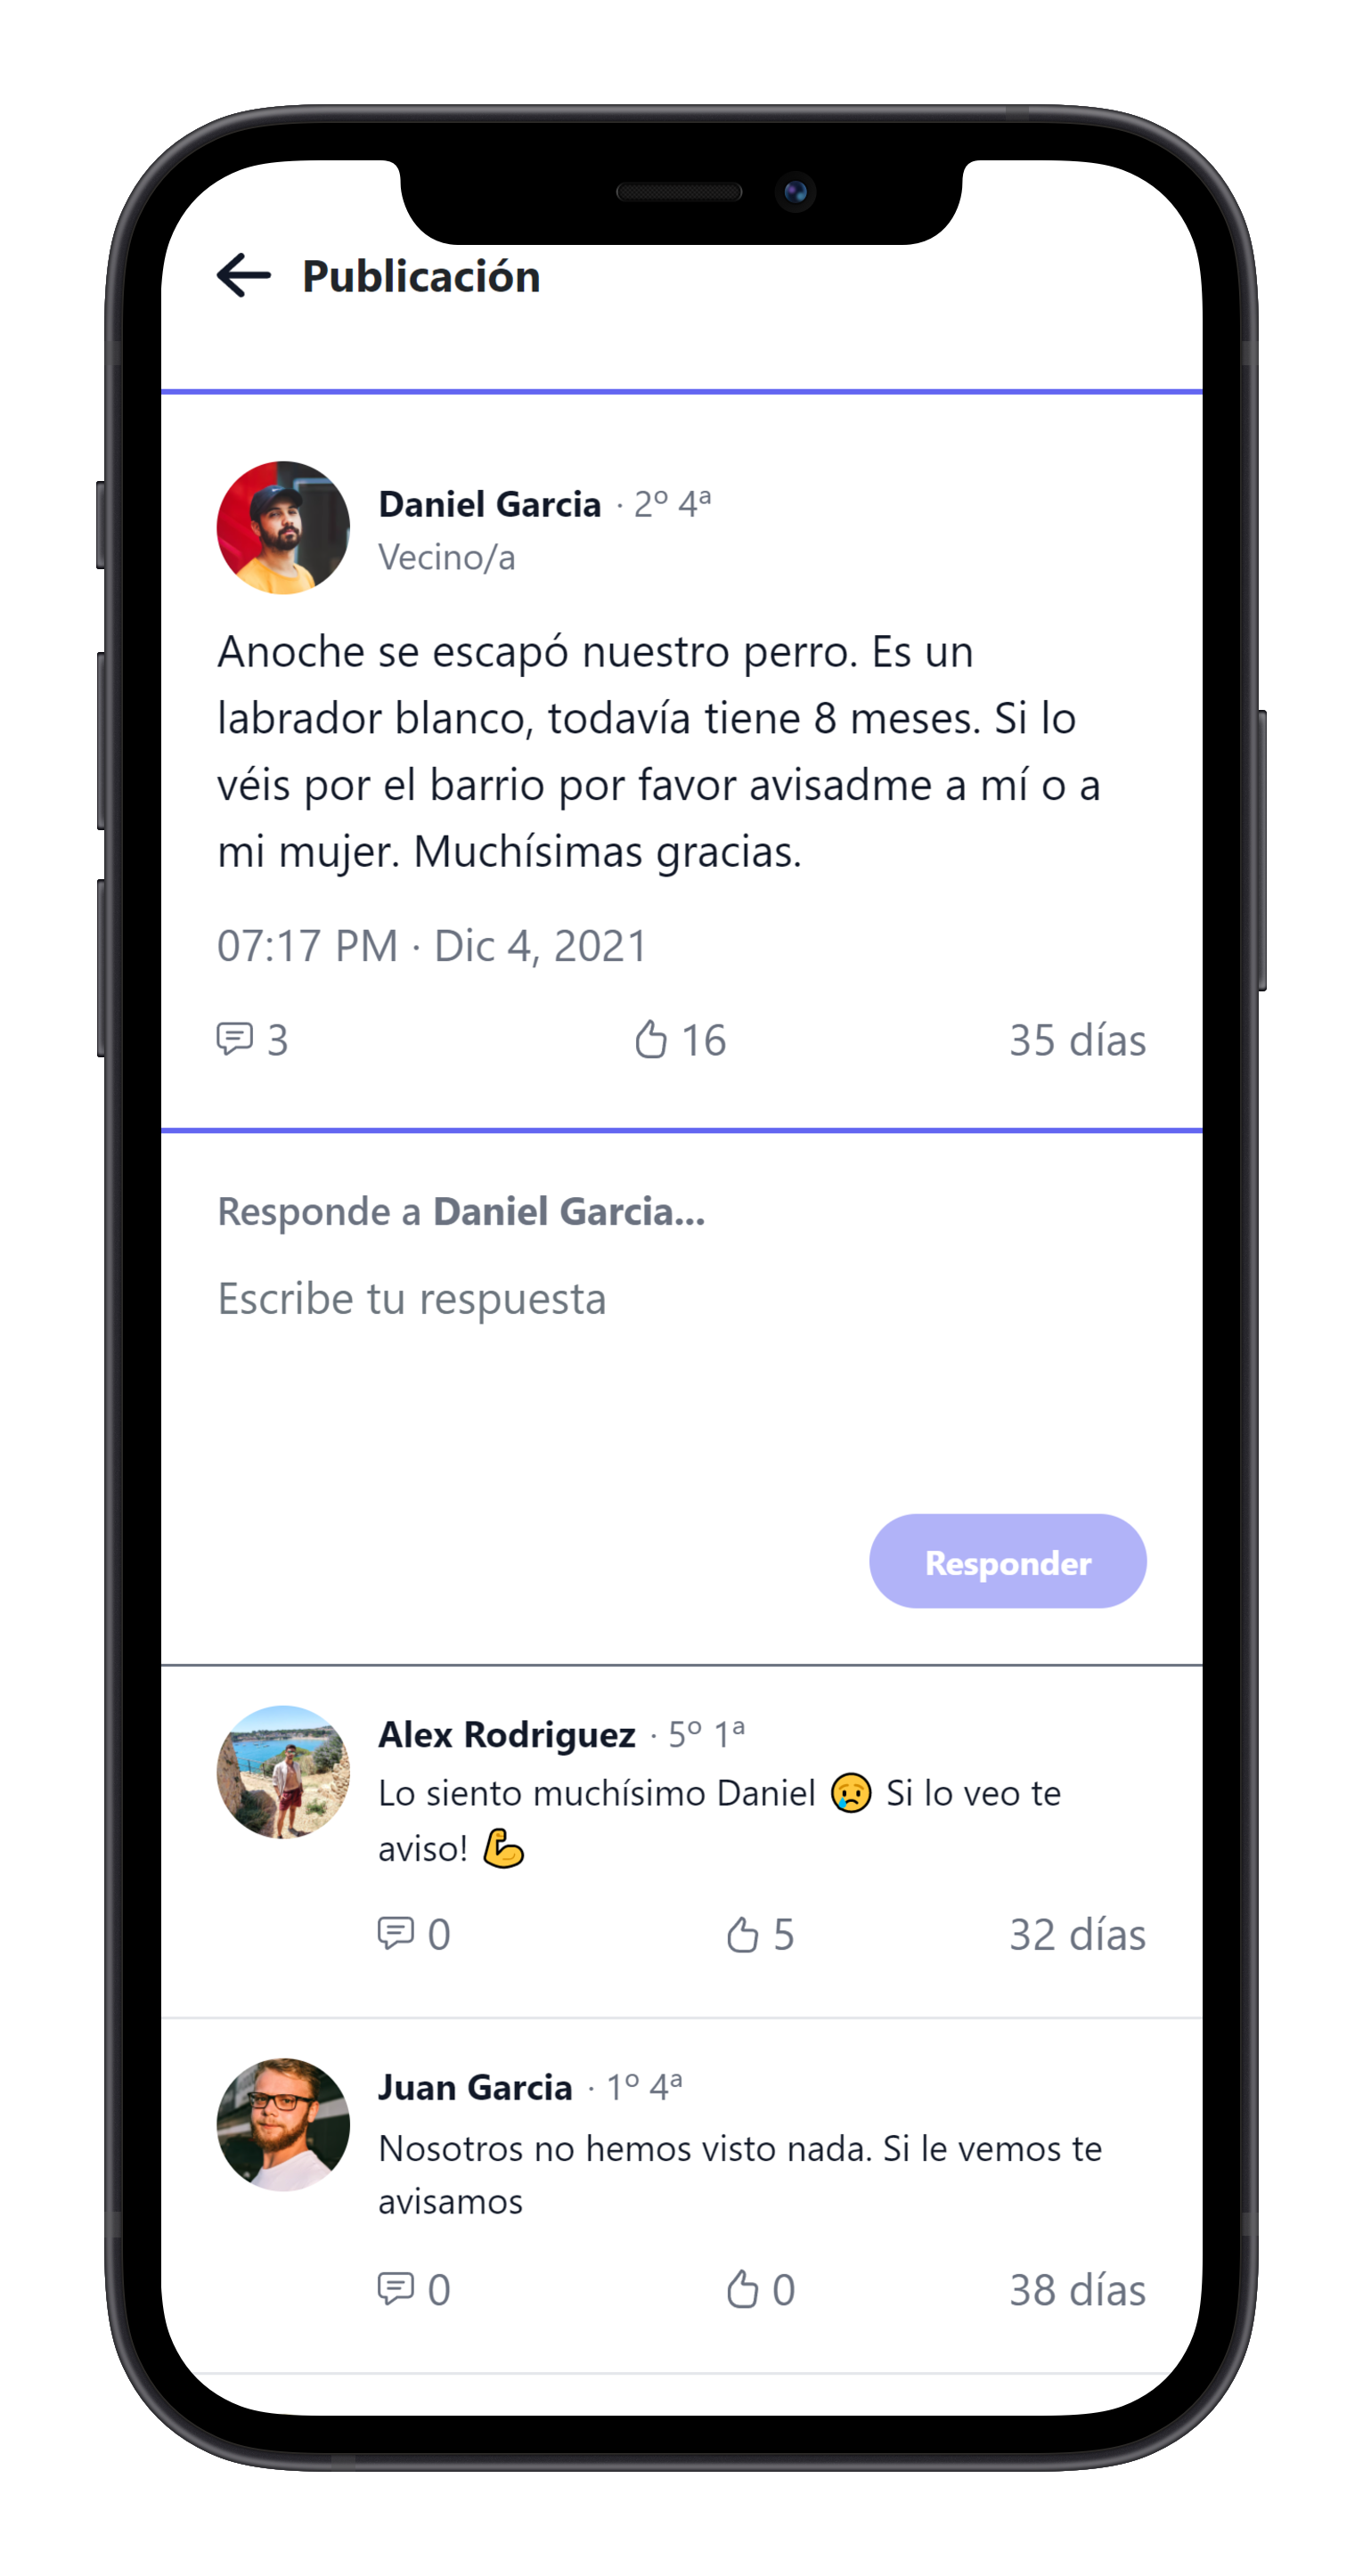 Publicación
Daniel Garcia · 2º 4ª
Vecino/a
Anoche se escapó nuestro perro. Es un
labrador blanco, todavía tiene 8 meses. Si lo
véis por el barrio por favor avisadme a mí o a
mi mujer. Muchísimas gracias.
07:17 PM · Dic 4, 2021
3 16 35 días
Responde a Daniel Garcia...
Escribe tu respuesta
Responder
Alex Rodriguez · 5º 1ª
Lo siento muchísimo Daniel 😢 Si lo veo te
aviso! 💪
0 5 32 días
Juan Garcia · 1º 4ª
Nosotros no hemos visto nada. Si le vemos te
avisamos
0 0 38 días